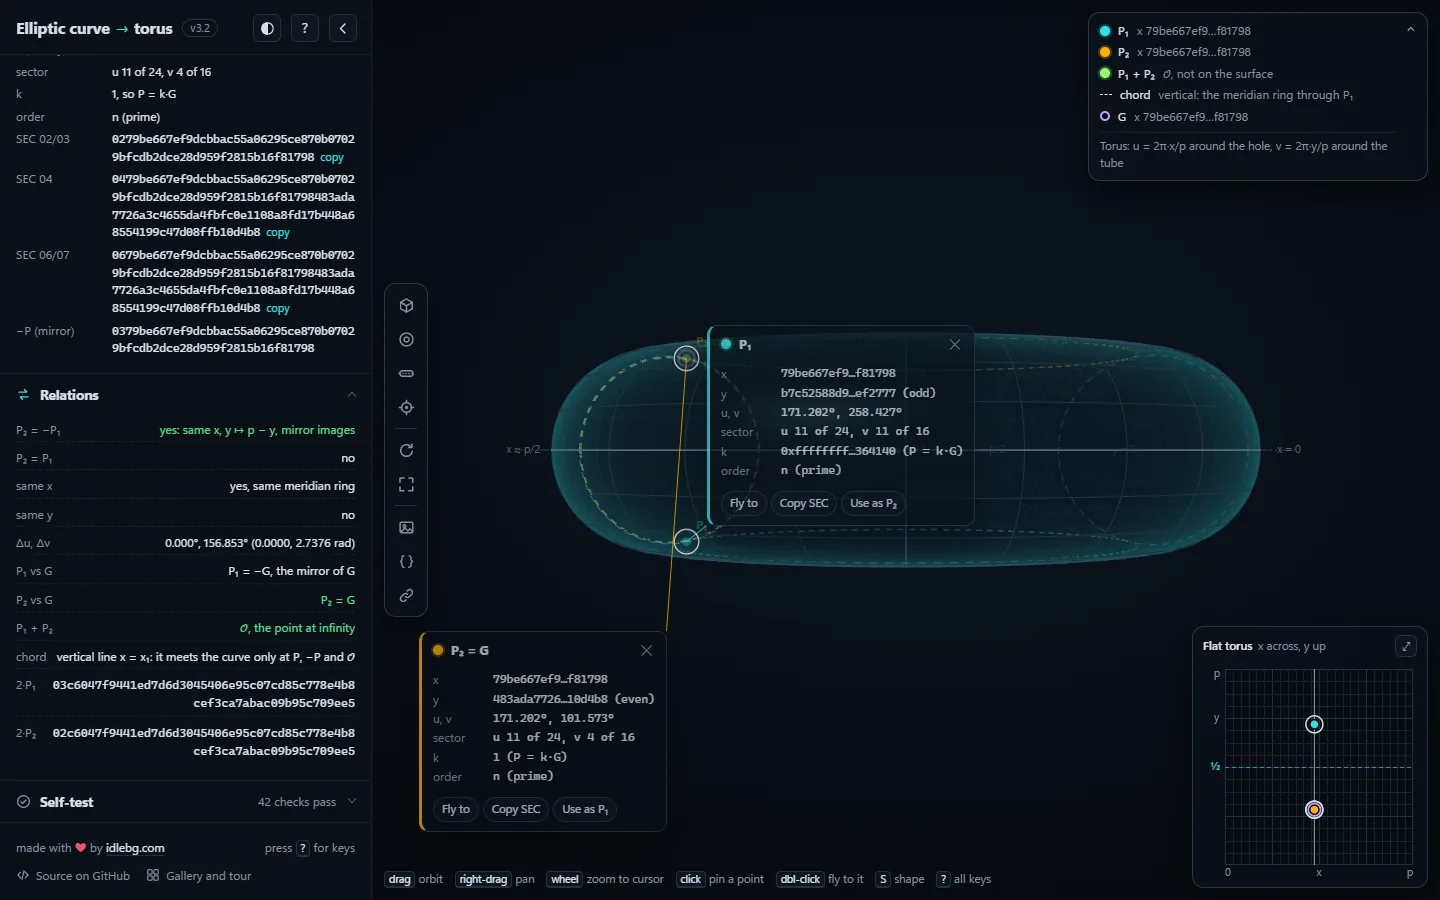 Elliptic curve → torus v3.2 ?
sector u 11 of 24, v 4 of 16
k 1, so P = k·G
order n (prime)
SEC 02/03 0279be667ef9dcbbac55a06295ce870b0702
9bfcdb2dce28d959f2815b16f81798 copy
SEC 04 0479be667ef9dcbbac55a06295ce870b0702
9bfcdb2dce28d959f2815b16f81798483ada
7726a3c4655da4fbfc0e1108a8fd17b448a6
8554199c47d08ffb10d4b8 copy
SEC 06/07 0679be667ef9dcbbac55a06295ce870b0702
9bfcdb2dce28d959f2815b16f81798483ada
7726a3c4655da4fbfc0e1108a8fd17b448a6
8554199c47d08ffb10d4b8 copy
−P (mirror) 0379be667ef9dcbbac55a06295ce870b0702
9bfcdb2dce28d959f2815b16f81798
Relations
P₂ = −P₁ yes: same x, y ↦ p − y, mirror images
P₂ = P₁ no
same x yes, same meridian ring
same y no
Δu, Δv 0.000°, 156.853° (0.0000, 2.7376 rad)
P₁ vs G P₁ = −G, the mirror of G
P₂ vs G P₂ = G
P₁ + P₂ 𝒪, the point at infinity
chord vertical line x = x₁: it meets the curve only at P, −P and 𝒪
2·P₁ 03c6047f9441ed7d6d3045406e95c07cd85c778e4b8
cef3ca7abac09b95c709ee5
2·P₂ 02c6047f9441ed7d6d3045406e95c07cd85c778e4b8
cef3ca7abac09b95c709ee5
Self-test 42 checks pass
made with ❤ by idlebg.com press ? for keys
Source on GitHub Gallery and tour
P₁ x 79be667ef9…f81798
P₂ x 79be667ef9…f81798
P₁ + P₂ 𝒪, not on the surface
chord vertical: the meridian ring through P₁
G x 79be667ef9…f81798
Torus: u = 2π·x/p around the hole, v = 2π·y/p around the
tube
x ≈ p/2
x = 0
P₁
x 79be667ef9…f81798
y b7c52588d9…ef2777 (odd)
u, v 171.202°, 258.427°
sector u 11 of 24, v 11 of 16
k 0xffffffff…364140 (P = k·G)
order n (prime)
Fly to Copy SEC Use as P₂
P₂ = G
x 79be667ef9…f81798
y 483ada7726…10d4b8 (even)
u, v 171.202°, 101.573°
sector u 11 of 24, v 4 of 16
k 1 (P = k·G)
order n (prime)
Fly to Copy SEC Use as P₁
Flat torus x across, y up
p
y
½
0 x p
drag orbit right-drag pan wheel zoom to cursor click pin a point dbl-click fly to it S shape ? all keys